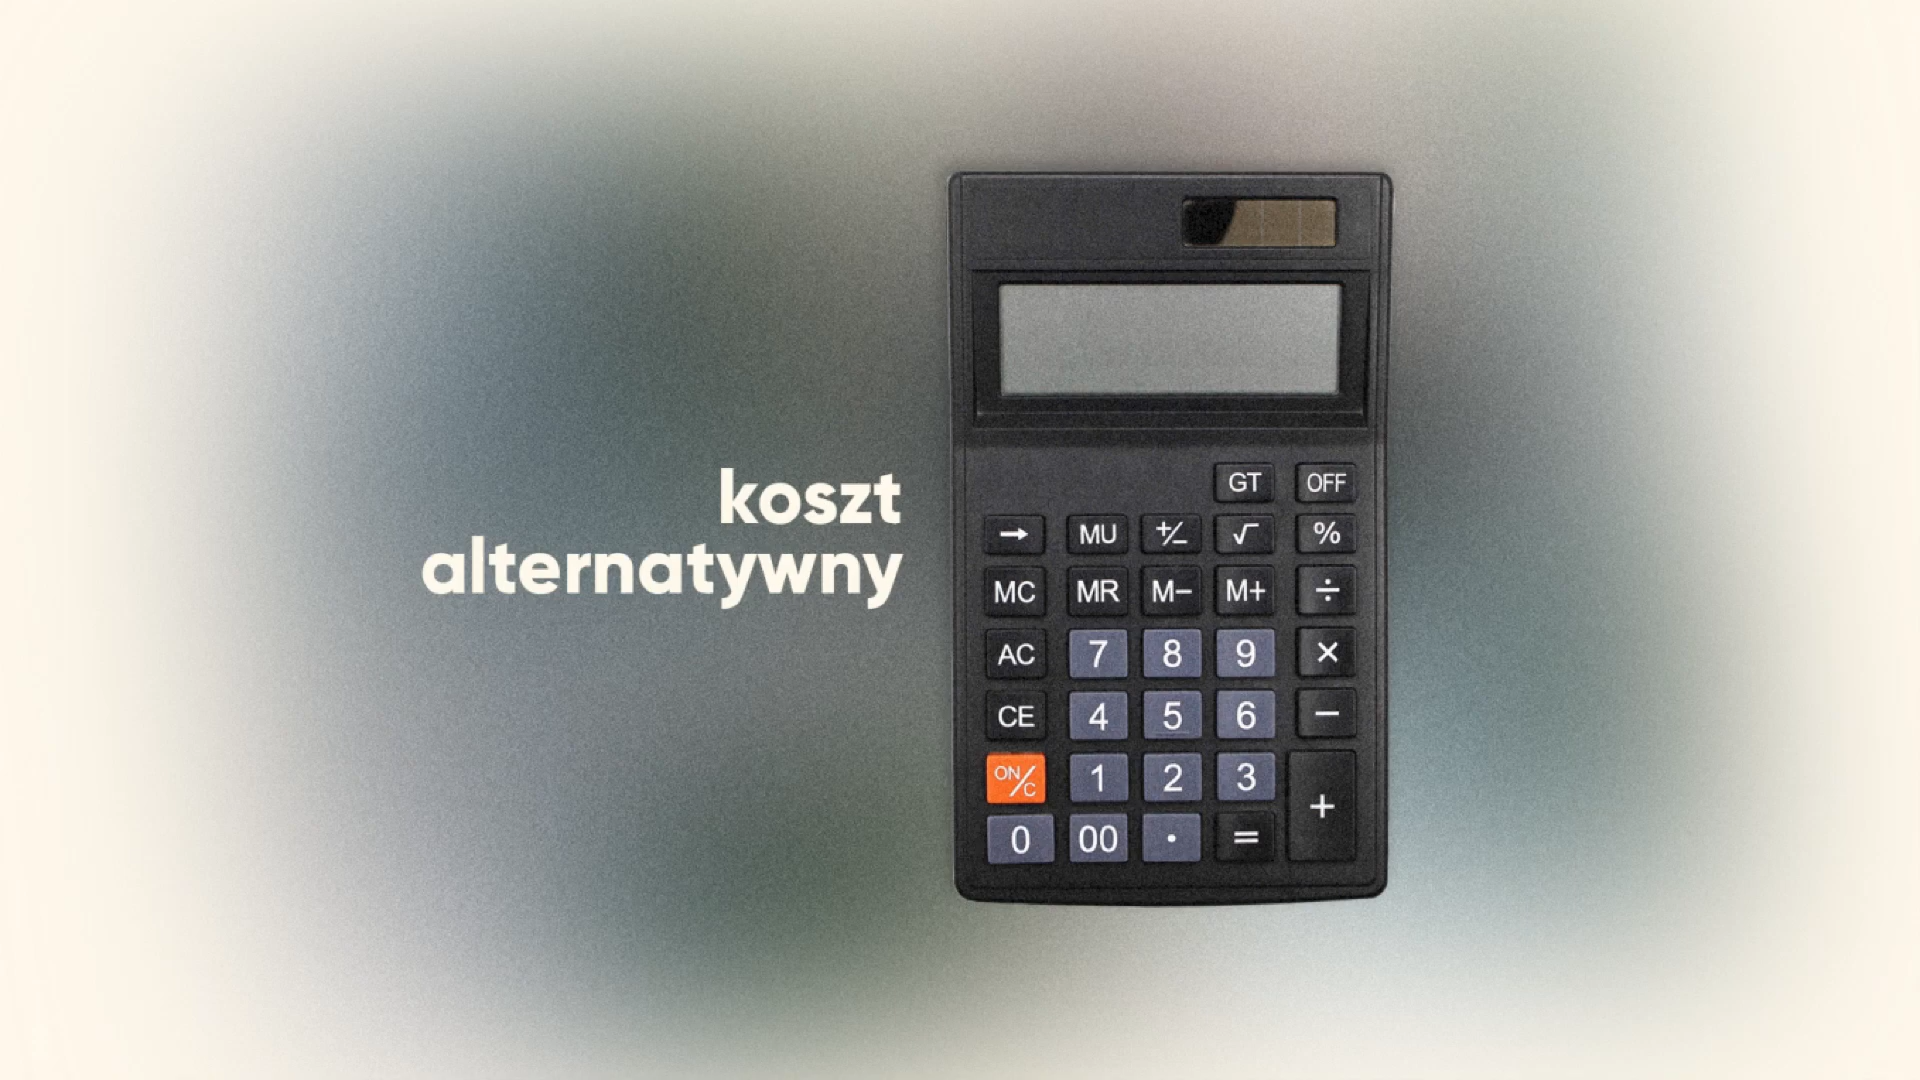 koszt
alternatywny
GT OFF
→ MU +/− √ %
MC MR M− M+ ÷
AC 7 8 9 ×
CE 4 5 6 −
ON/C 1 2 3 +
0 00 · =